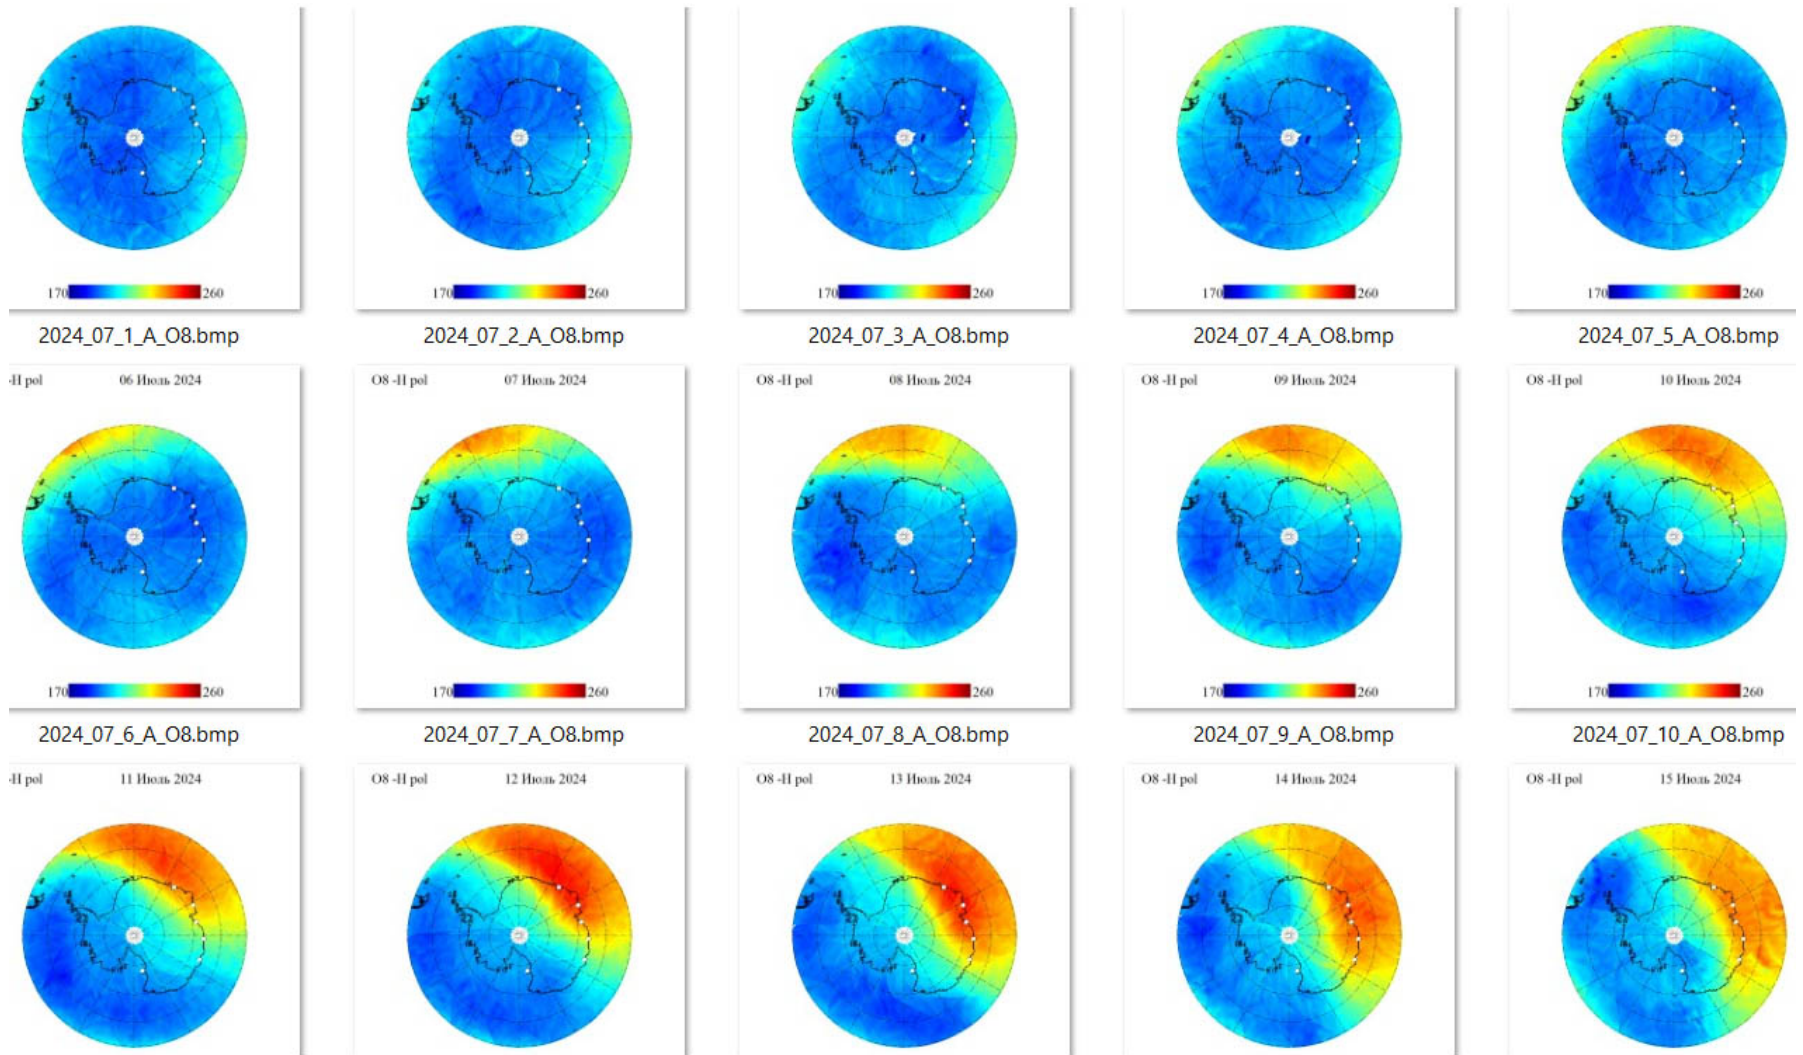 170 260 170 260 170 260 170 260 170 260
2024_07_1_A_O8.bmp 2024_07_2_A_O8.bmp 2024_07_3_A_O8.bmp 2024_07_4_A_O8.bmp 2024_07_5_A_O8.bmp
-H pol 06 Июль 2024 O8 -H pol 07 Июль 2024 O8 -H pol 08 Июль 2024 O8 -H pol 09 Июль 2024 O8 -H pol 10 Июль 2024
170 260 170 260 170 260 170 260 170 260
2024_07_6_A_O8.bmp 2024_07_7_A_O8.bmp 2024_07_8_A_O8.bmp 2024_07_9_A_O8.bmp 2024_07_10_A_O8.bmp
-H pol 11 Июль 2024 O8 -H pol 12 Июль 2024 O8 -H pol 13 Июль 2024 O8 -H pol 14 Июль 2024 O8 -H pol 15 Июль 2024